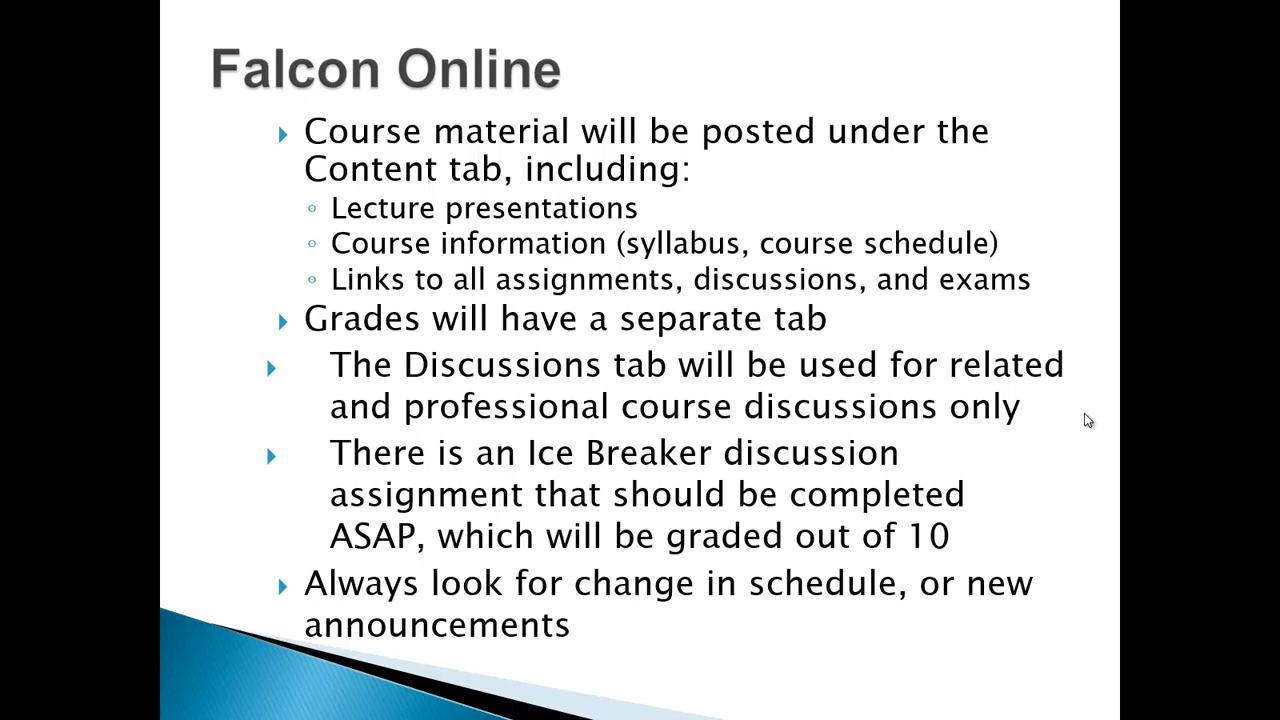 Falcon Online
Course material will be posted under the
Content tab, including:
Lecture presentations
Course information (syllabus, course schedule)
Links to all assignments, discussions, and exams
Grades will have a separate tab
The Discussions tab will be used for related
and professional course discussions only
There is an Ice Breaker discussion
assignment that should be completed
ASAP, which will be graded out of 10
Always look for change in schedule, or new
announcements